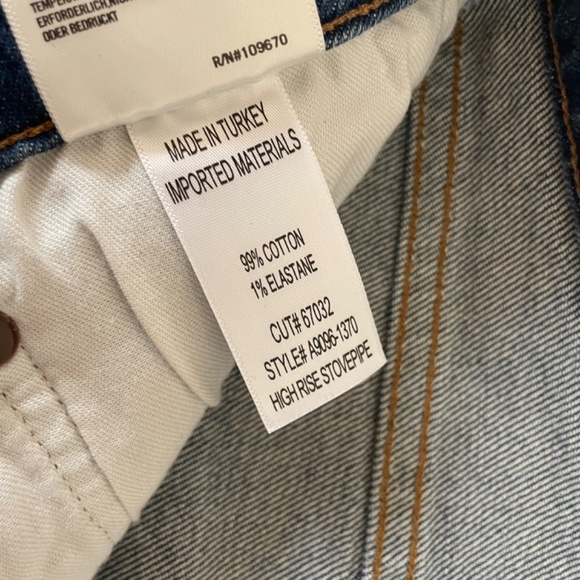 ERFORDERLICH,
ODER BEDRUCKT
R/N#109670
MADE IN TURKEY
IMPORTED MATERIALS
99% COTTON
1% ELASTANE
CUT# 67032
STYLE# A9096-1370
HIGH RISE STOVEPIPE